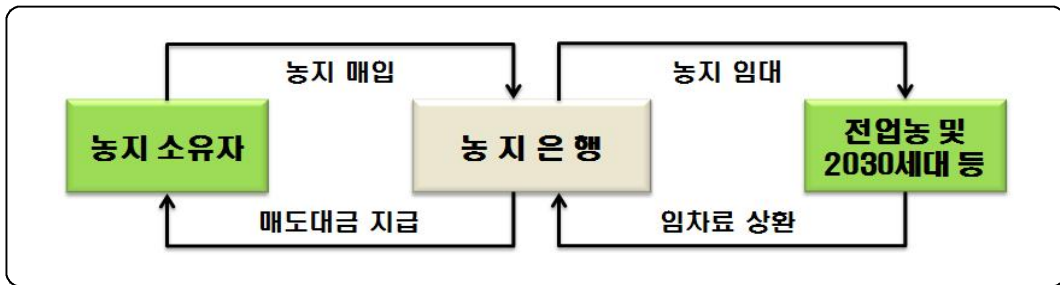 농지 매입
농지 임대
농지 소유자
농 지 은 행
전업농 및
2030세대 등
매도대금 지급
임차료 상환